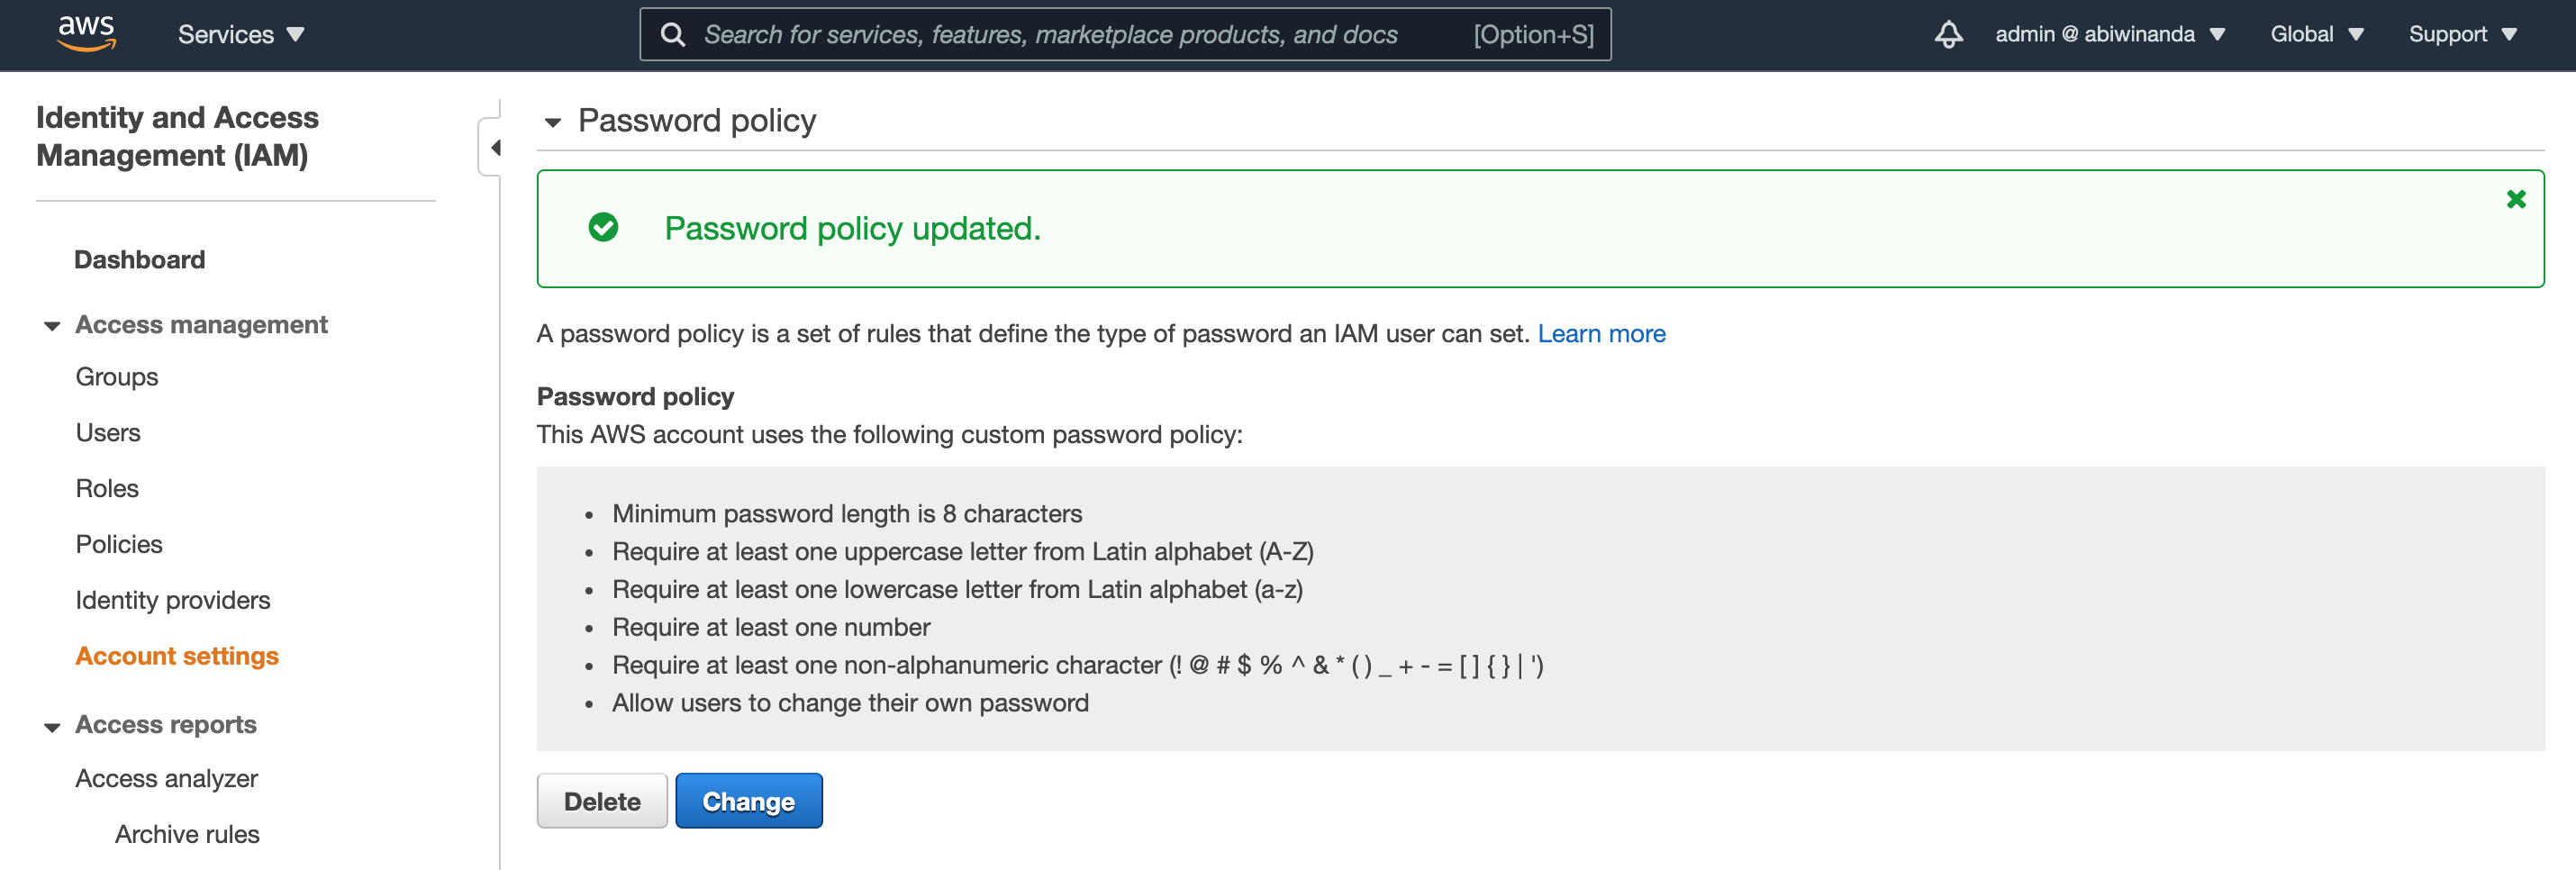 aws
Services
Search for services, features, marketplace products, and docs [Option+S]
admin @ abiwinanda
Global
Support
Identity and Access
Management (IAM)
Dashboard
Access management
Groups
Users
Roles
Policies
Identity providers
Account settings
Access reports
Access analyzer
Archive rules
Password policy
Password policy updated.
A password policy is a set of rules that define the type of password an IAM user can set. Learn more
Password policy
This AWS account uses the following custom password policy:
• Minimum password length is 8 characters
• Require at least one uppercase letter from Latin alphabet (A-Z)
• Require at least one lowercase letter from Latin alphabet (a-z)
• Require at least one number
• Require at least one non-alphanumeric character (! @ # $ % ^ & * ( ) _ + - = [ ] { } | ')
• Allow users to change their own password
Delete
Change